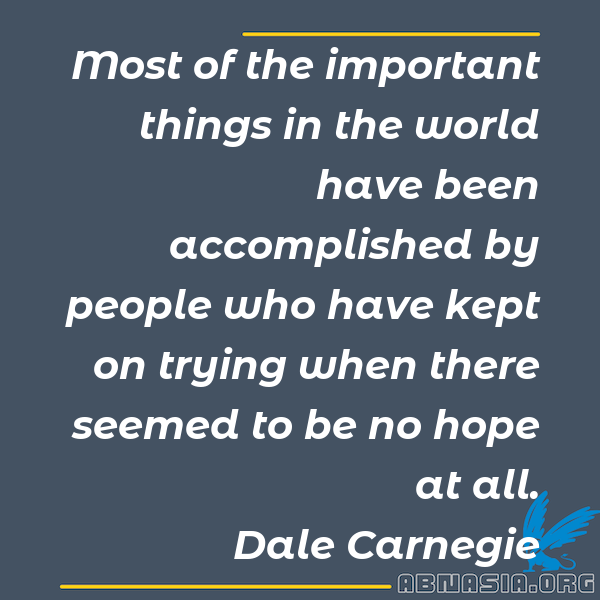 Most of the important
things in the world
have been
accomplished by
people who have kept
on trying when there
seemed to be no hope
at all.
Dale Carnegie
ABNASIA.ORG